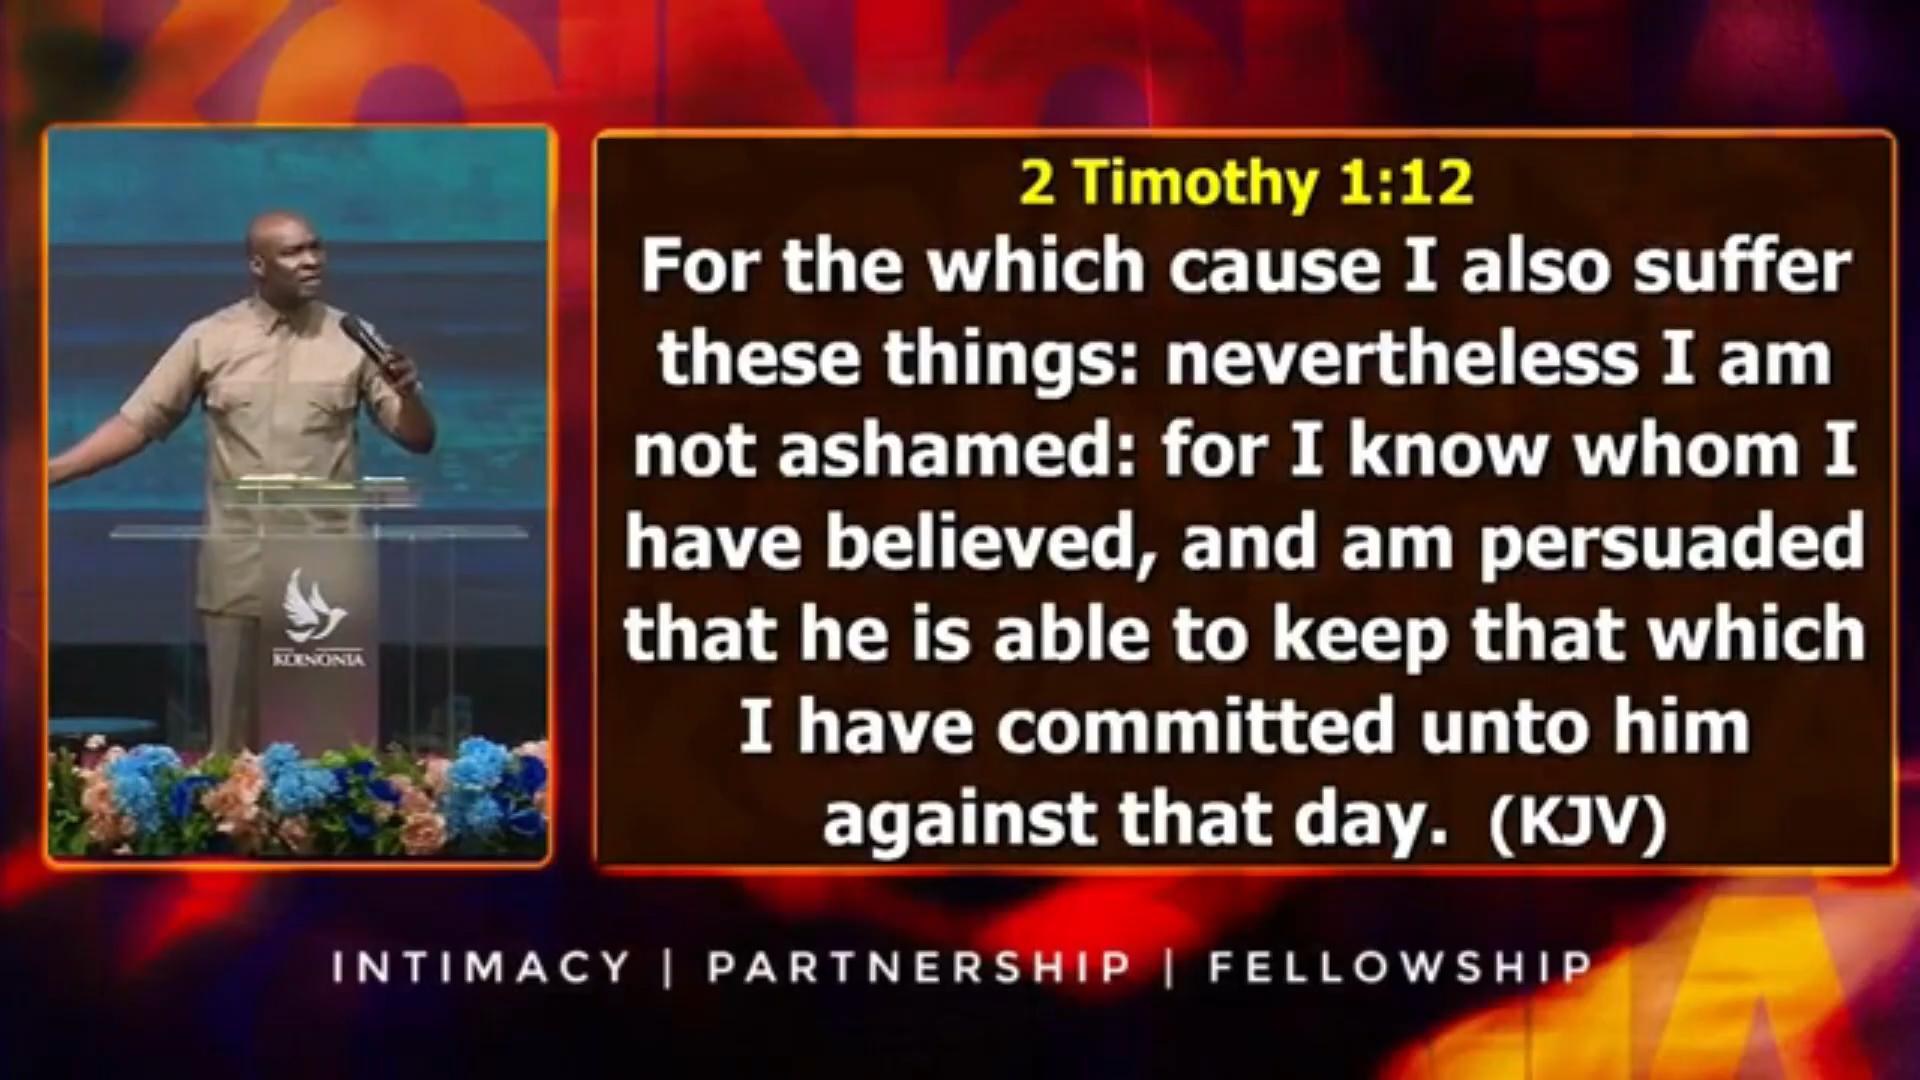 2 Timothy 1:12
For the which cause I also suffer
these things: nevertheless I am
not ashamed: for I know whom I
have believed, and am persuaded
that he is able to keep that which
I have committed unto him
against that day. (KJV)
KOINONIA
INTIMACY | PARTNERSHIP | FELLOWSHIP